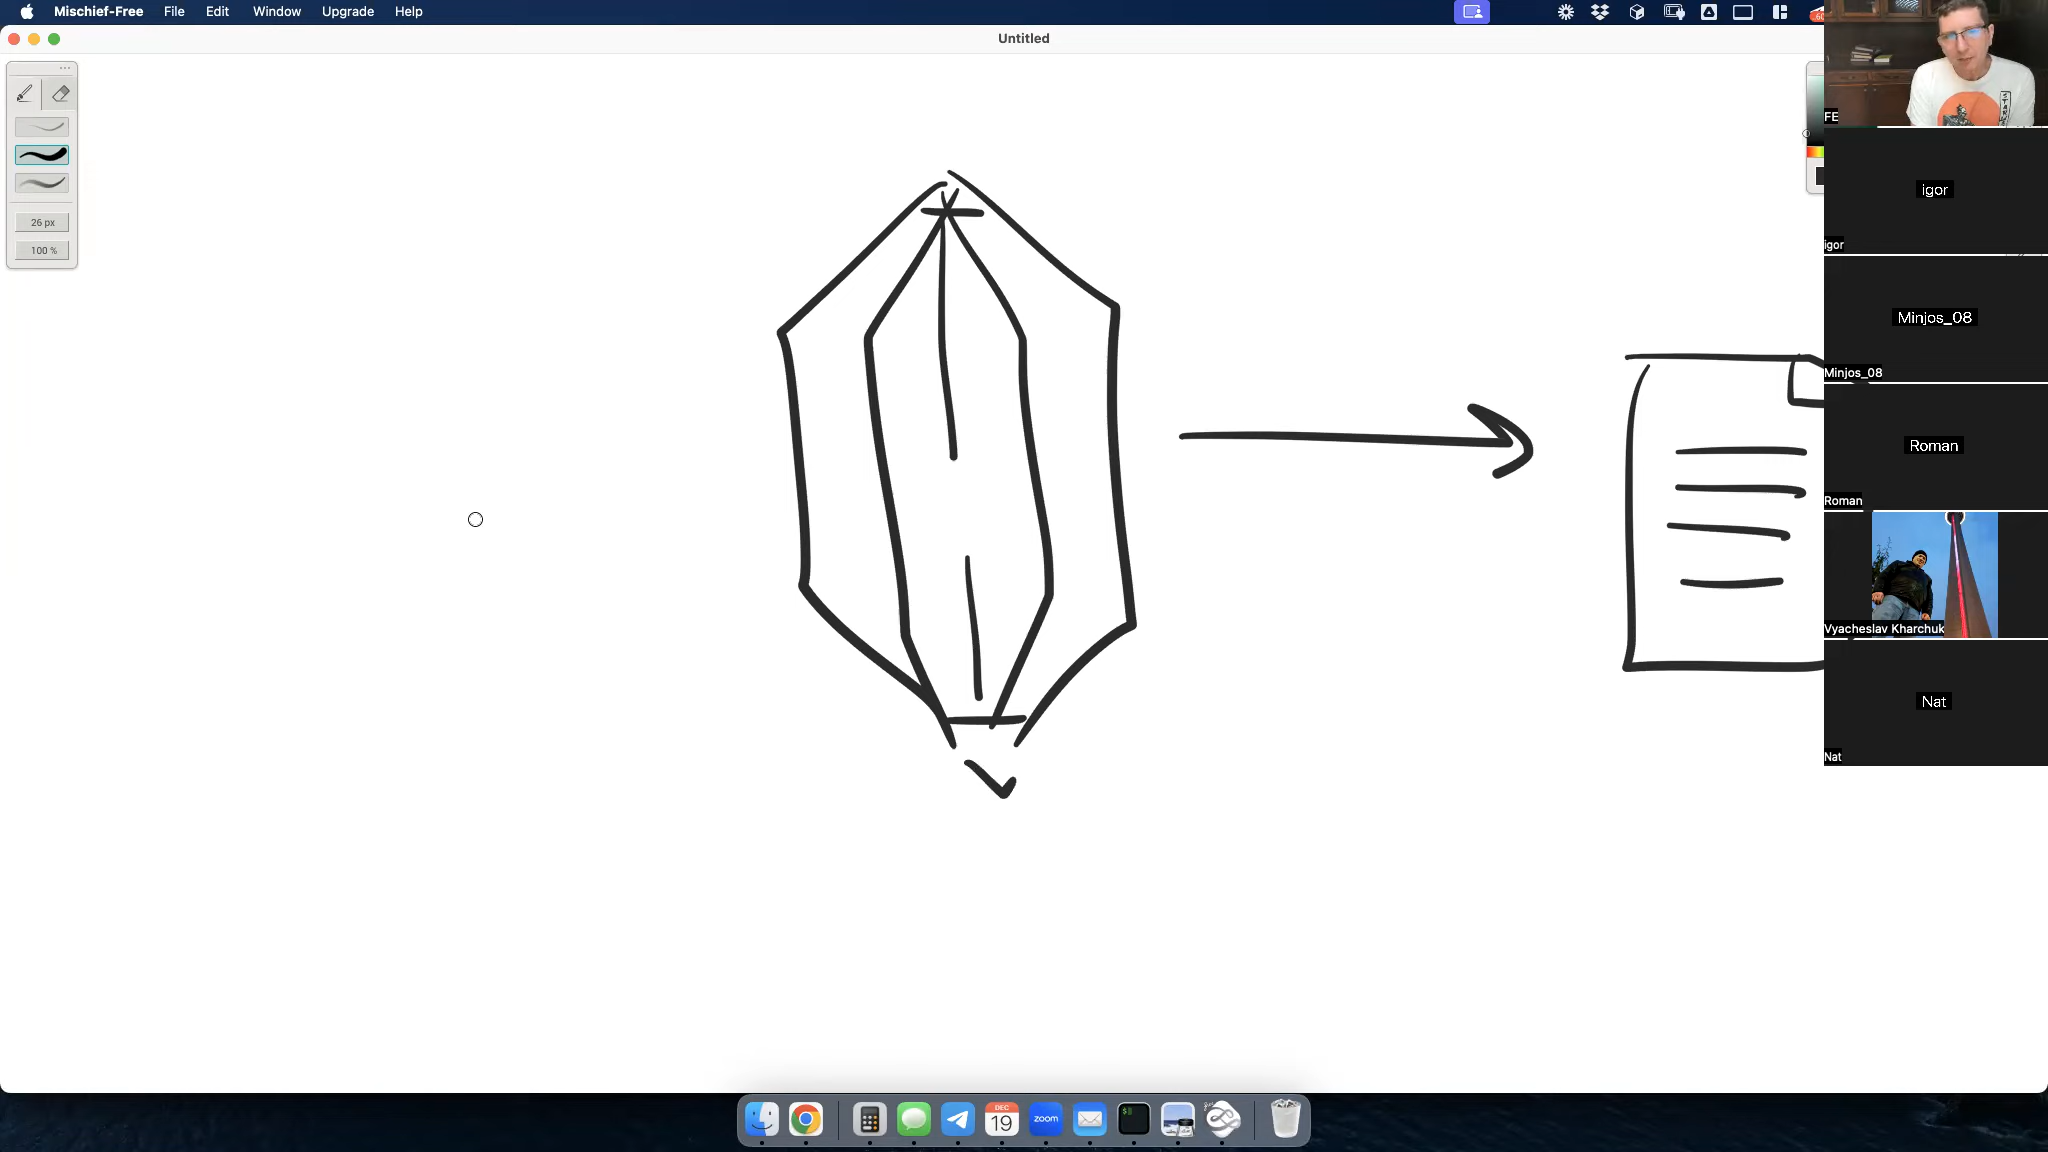 Mischief-Free File Edit Window Upgrade Help
Untitled
26 px
100 %
FE
igor
igor
Minjos_08
Minjos_08
Roman
Roman
Vyacheslav Kharchuk
Nat
Nat
DEC
19
zoom